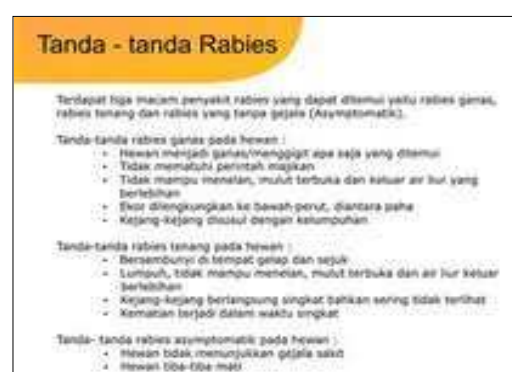 Tanda - tanda Rabies
Terdapat tiga macam penyakit rabies yang dapat ditemui yaitu rabies ganas,
rabies tenang dan rabies yang tanpa gejala (Asymptomatik).
Tanda-tanda rabies ganas pada hewan :
• Hewan menjadi ganas/menggigit apa saja yang ditemui
• Tidak mematuhi perintah majikan
• Tidak mampu menelan, mulut terbuka dan keluar air liur yang
berlebihan
• Ekor dilengkungkan ke bawah perut, diantara paha
• Kejang-kejang disusul dengan kelumpuhan
Tanda-tanda rabies tenang pada hewan :
• Bersembunyi di tempat gelap dan sejuk
• Lumpuh, tidak mampu menelan, mulut terbuka dan air liur keluar
berlebihan
• Kejang-kejang berlangsung singkat bahkan sering tidak terlihat
• Kematian terjadi dalam waktu singkat
Tanda- tanda rabies asymptomatik pada hewan :
• Hewan tidak menunjukkan gejala sakit
• Hewan tiba-tiba mati